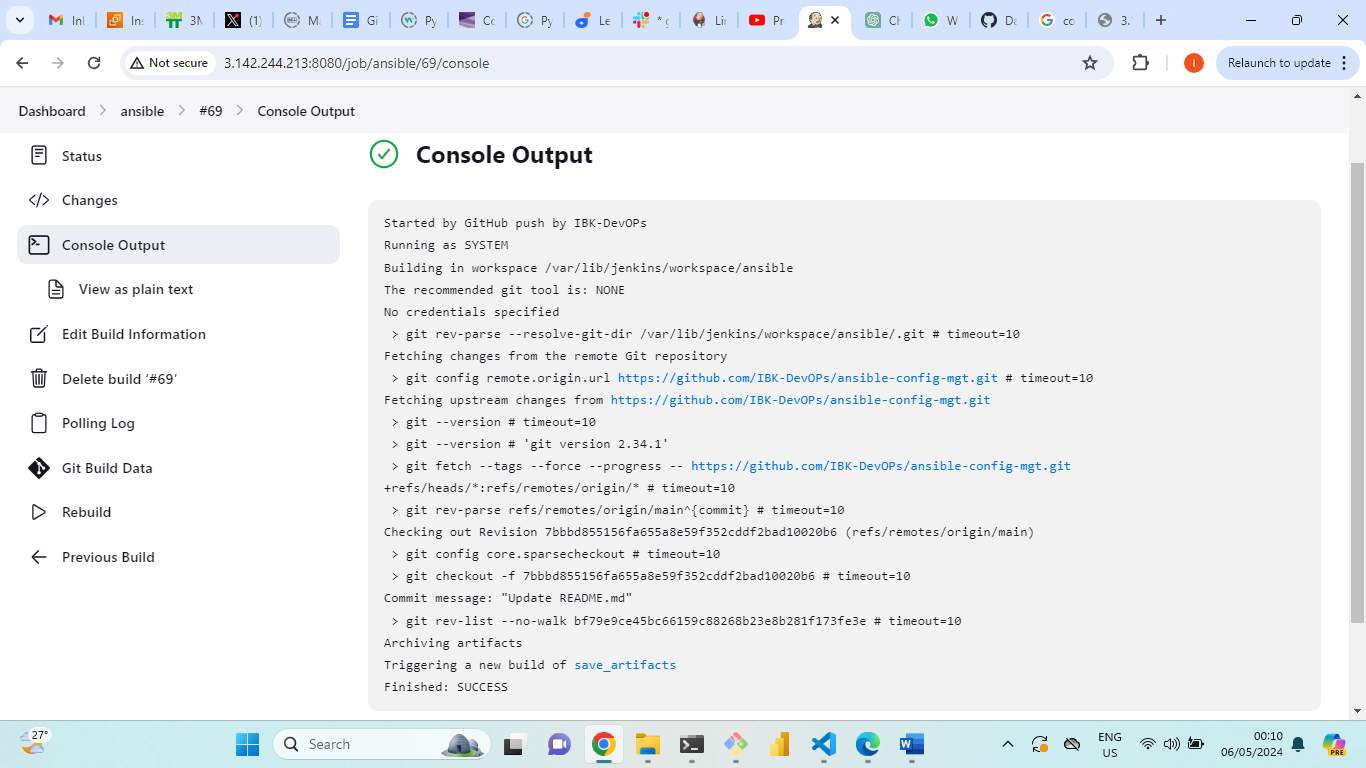 Inl
Ins
3M
(1)
Ma
Gi
Py
Co
Py
Le
* g
Lir
Pr
Ch
W
Da
co
3.
Not secure
3.142.244.213:8080/job/ansible/69/console
I
Relaunch to update
Dashboard
ansible
#69
Console Output
Status
Changes
Console Output
View as plain text
Edit Build Information
Delete build ‘#69’
Polling Log
Git Build Data
Rebuild
Previous Build
Console Output
Started by GitHub push by IBK-DevOPs
Running as SYSTEM
Building in workspace /var/lib/jenkins/workspace/ansible
The recommended git tool is: NONE
No credentials specified
> git rev-parse --resolve-git-dir /var/lib/jenkins/workspace/ansible/.git # timeout=10
Fetching changes from the remote Git repository
> git config remote.origin.url https://github.com/IBK-DevOPs/ansible-config-mgt.git # timeout=10
Fetching upstream changes from https://github.com/IBK-DevOPs/ansible-config-mgt.git
> git --version # timeout=10
> git --version # 'git version 2.34.1'
> git fetch --tags --force --progress -- https://github.com/IBK-DevOPs/ansible-config-mgt.git
+refs/heads/*:refs/remotes/origin/* # timeout=10
> git rev-parse refs/remotes/origin/main^{commit} # timeout=10
Checking out Revision 7bbbd855156fa655a8e59f352cddf2bad10020b6 (refs/remotes/origin/main)
> git config core.sparsecheckout # timeout=10
> git checkout -f 7bbbd855156fa655a8e59f352cddf2bad10020b6 # timeout=10
Commit message: "Update README.md"
> git rev-list --no-walk bf79e9ce45bc66159c88268b23e8b281f173fe3e # timeout=10
Archiving artifacts
Triggering a new build of save_artifacts
Finished: SUCCESS
27°
Search
ENG
US
00:10
06/05/2024
PRE